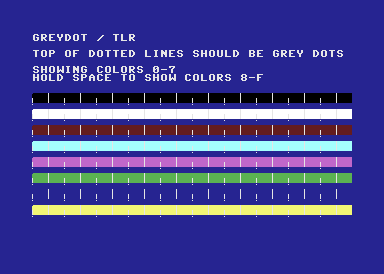 GREYDOT / TLR
TOP OF DOTTED LINES SHOULD BE GREY DOTS
SHOWING COLORS 0-7
HOLD SPACE TO SHOW COLORS 8-F